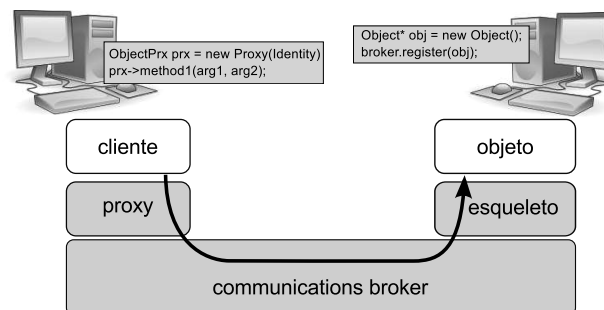 ObjectPrx prx = new Proxy(Identity)
prx->method1(arg1, arg2);
Object* obj = new Object();
broker.register(obj);
cliente
objeto
proxy
esqueleto
communications broker